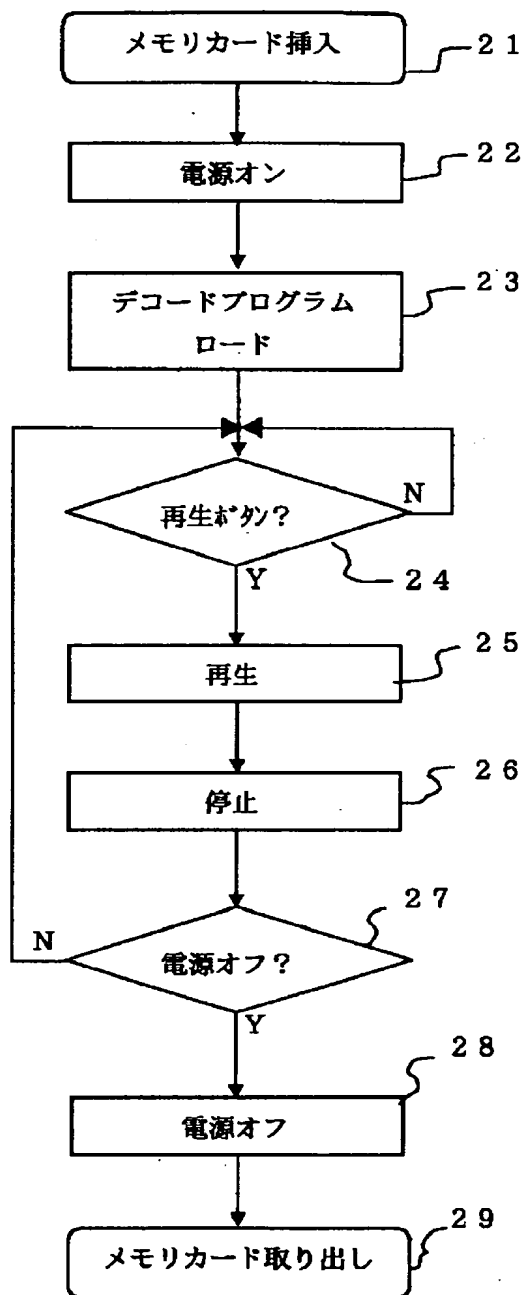 メモリカード挿入
２１
電源オン
２２
デコードプログラム
ロード
２３
再生ﾎﾞﾀﾝ？
N
２４
Y
再生
２５
停止
２６
電源オフ？
２７
N
Y
電源オフ
２８
メモリカード取り出し
２９